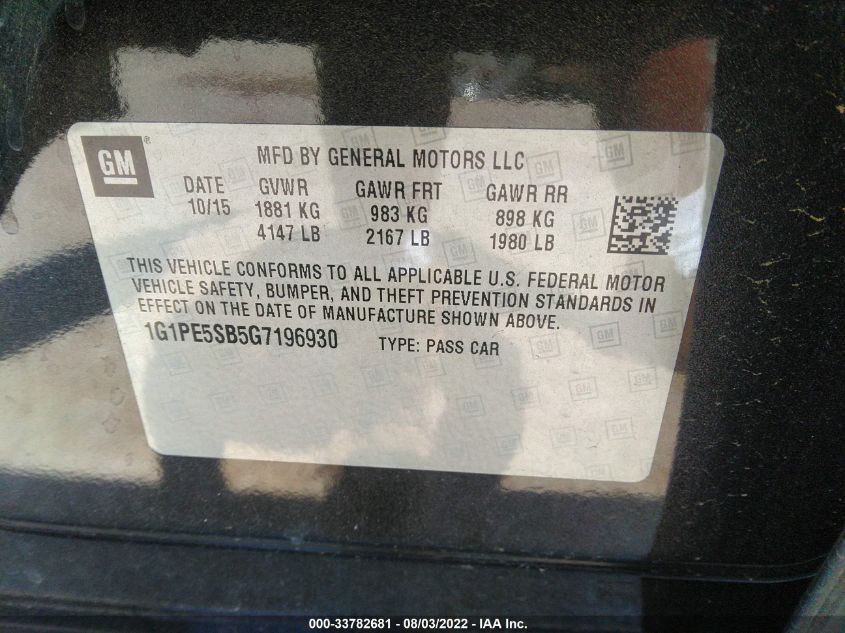 GM ® MFD BY GENERAL MOTORS LLC
DATE GVWR GAWR FRT GAWR RR
10/15 1881 KG 983 KG 898 KG
4147 LB 2167 LB 1980 LB
THIS VEHICLE CONFORMS TO ALL APPLICABLE U.S. FEDERAL MOTOR
VEHICLE SAFETY, BUMPER, AND THEFT PREVENTION STANDARDS IN
EFFECT ON THE DATE OF MANUFACTURE SHOWN ABOVE.
1G1PE5SB5G7196930 TYPE: PASS CAR
000-33782681 - 08/03/2022 - IAA Inc.